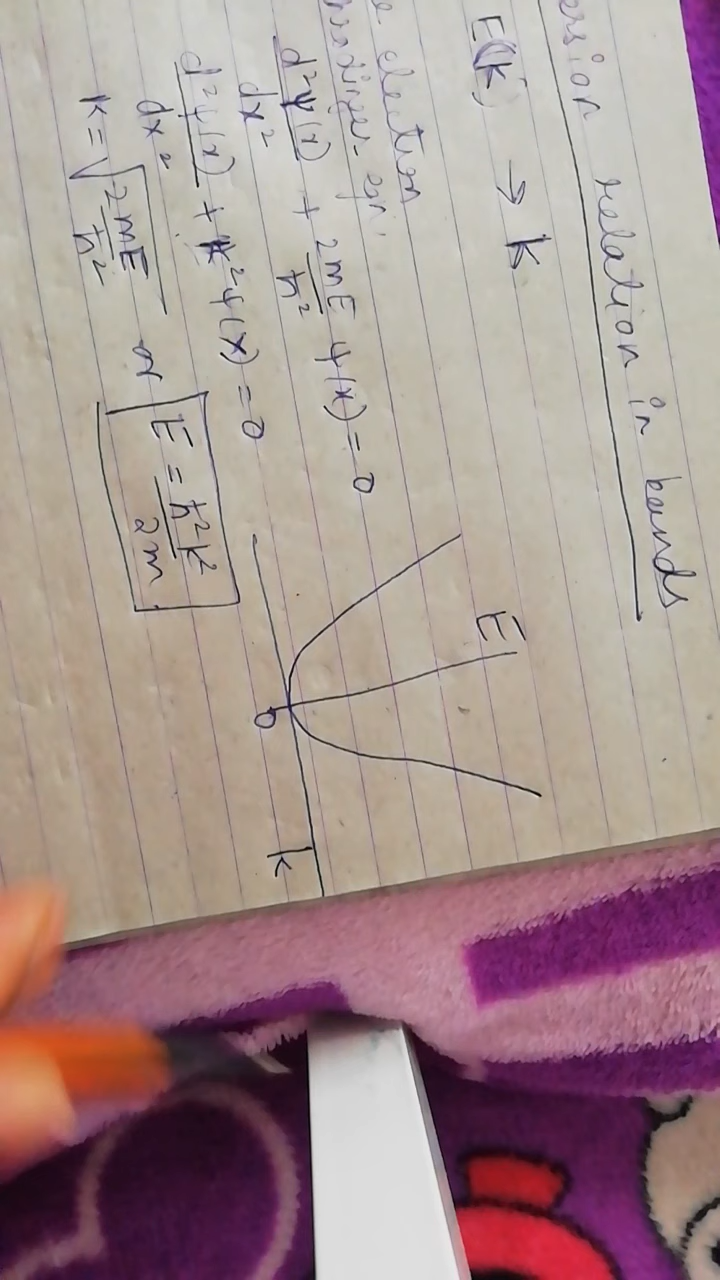 relation in bands
E(k) → k
electron
d²ψ(x)/dx² + 2mE/ħ² ψ(x) = 0
d²ψ(x)/dx² + k²ψ(x) = 0
k = √(2mE/ħ²) or E = ħ²k²/2m
E
0
k